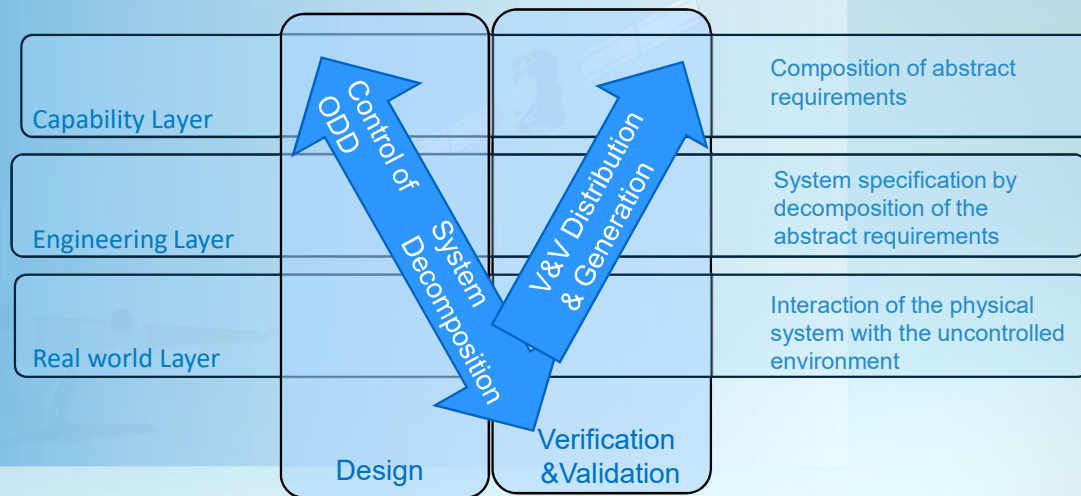 Capability Layer
Engineering Layer
Real world Layer
Control of
ODD
System
Decomposition
V&V Distribution
& Generation
Composition of abstract
requirements
System specification by
decomposition of the
abstract requirements
Interaction of the physical
system with the uncontrolled
environment
Design
Verification
&Validation